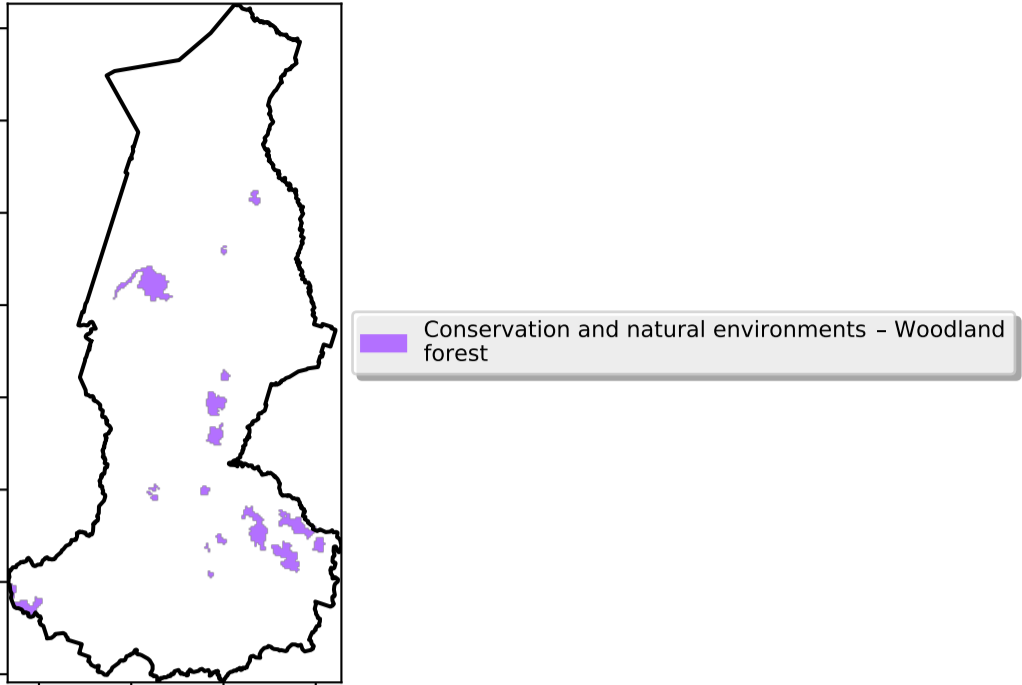 Conservation and natural environments – Woodland
forest